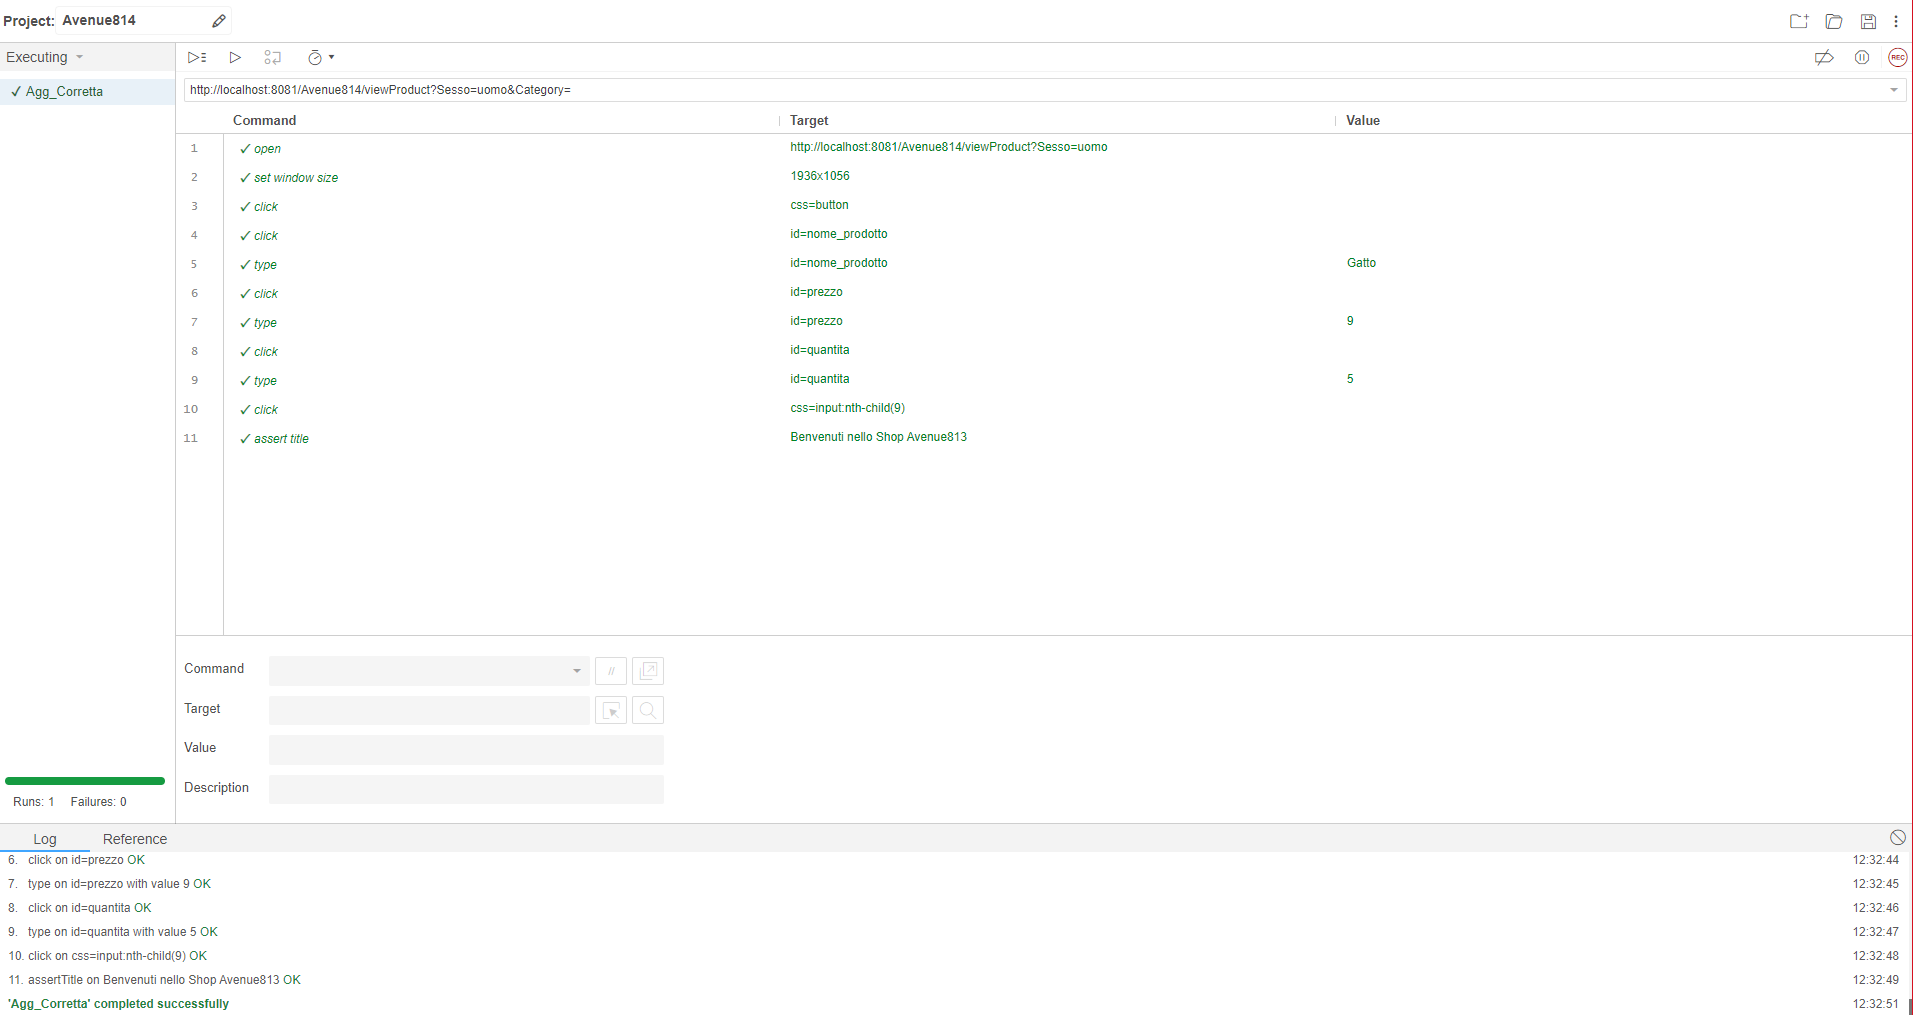 Project: Avenue814
Executing
✓ Agg_Corretta
REC
http://localhost:8081/Avenue814/viewProduct?Sesso=uomo&Category=
Command Target Value
1 ✓ open http://localhost:8081/Avenue814/viewProduct?Sesso=uomo
2 ✓ set window size 1936x1056
3 ✓ click css=button
4 ✓ click id=nome_prodotto
5 ✓ type id=nome_prodotto Gatto
6 ✓ click id=prezzo
7 ✓ type id=prezzo 9
8 ✓ click id=quantita
9 ✓ type id=quantita 5
10 ✓ click css=input:nth-child(9)
11 ✓ assert title Benvenuti nello Shop Avenue813
Command //
Target
Value
Description
Runs: 1 Failures: 0
Log Reference
6. click on id=prezzo OK 12:32:44
7. type on id=prezzo with value 9 OK 12:32:45
8. click on id=quantita OK 12:32:46
9. type on id=quantita with value 5 OK 12:32:47
10. click on css=input:nth-child(9) OK 12:32:48
11. assertTitle on Benvenuti nello Shop Avenue813 OK 12:32:49
'Agg_Corretta' completed successfully 12:32:51